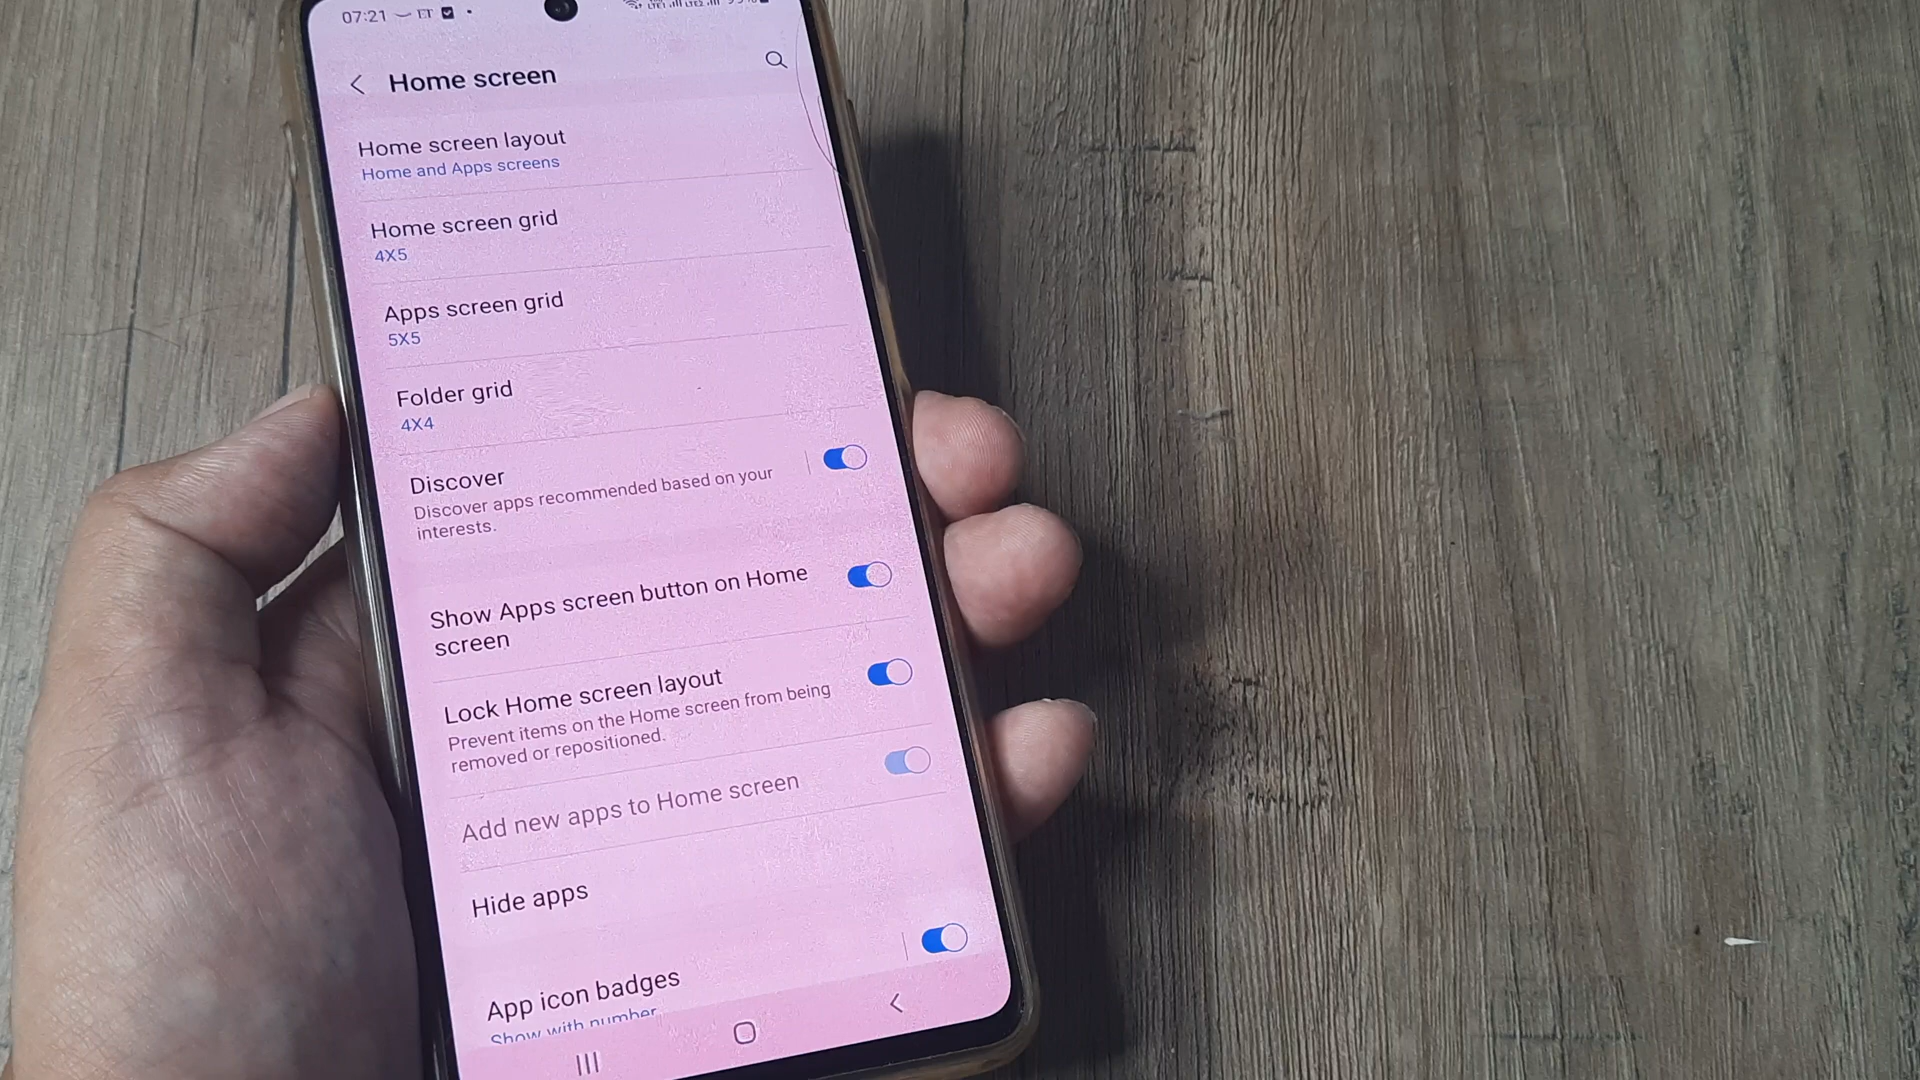 07:21
Home screen
Home screen layout
Home and Apps screens
Home screen grid
4X5
Apps screen grid
5X5
Folder grid
4X4
Discover
Discover apps recommended based on your
interests.
Show Apps screen button on Home
screen
Lock Home screen layout
Prevent items on the Home screen from being
removed or repositioned.
Add new apps to Home screen
Hide apps
App icon badges
Show with number